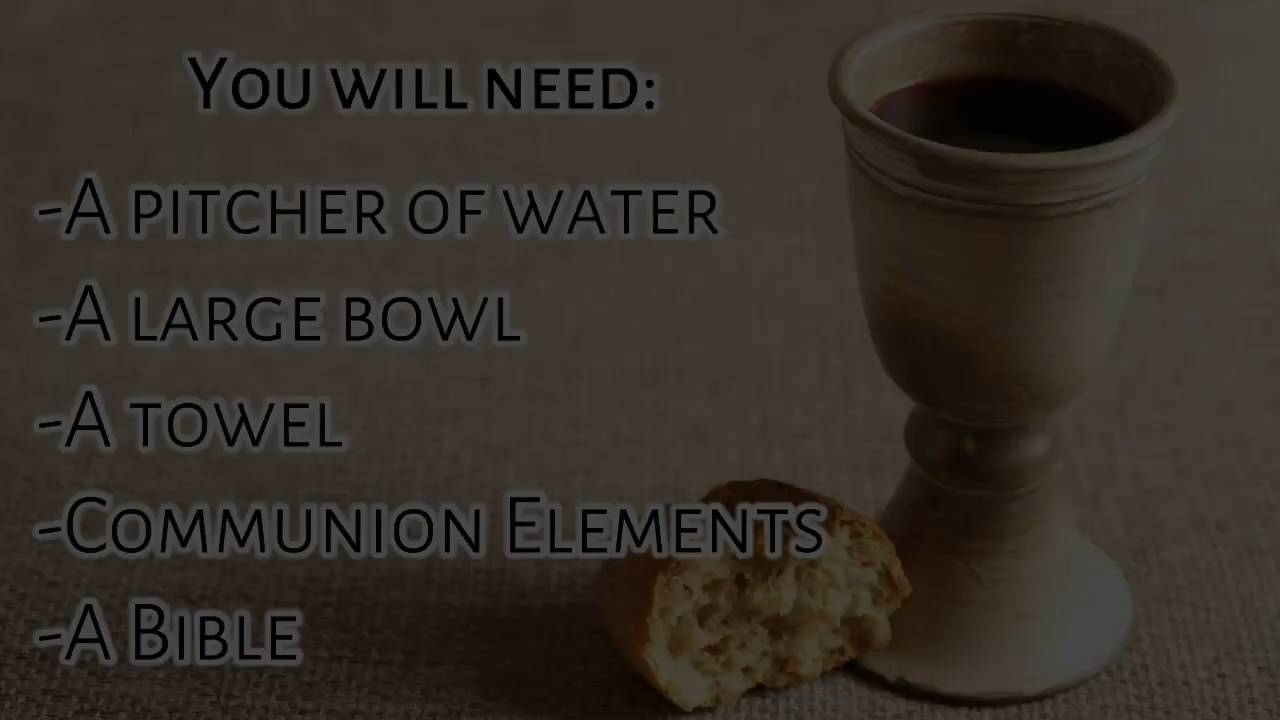 You will need:
-A pitcher of water
-A large bowl
-A towel
-Communion Elements
-A Bible